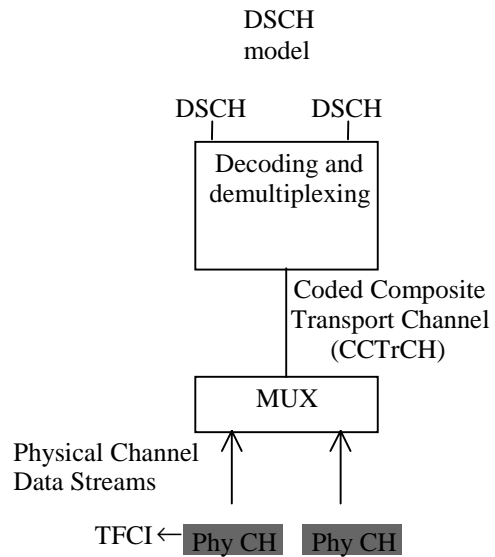 DSCH
model
DSCH DSCH
Decoding and
demultiplexing
Coded Composite
Transport Channel
(CCTrCH)
MUX
Physical Channel
Data Streams
TFCI Phy CH Phy CH